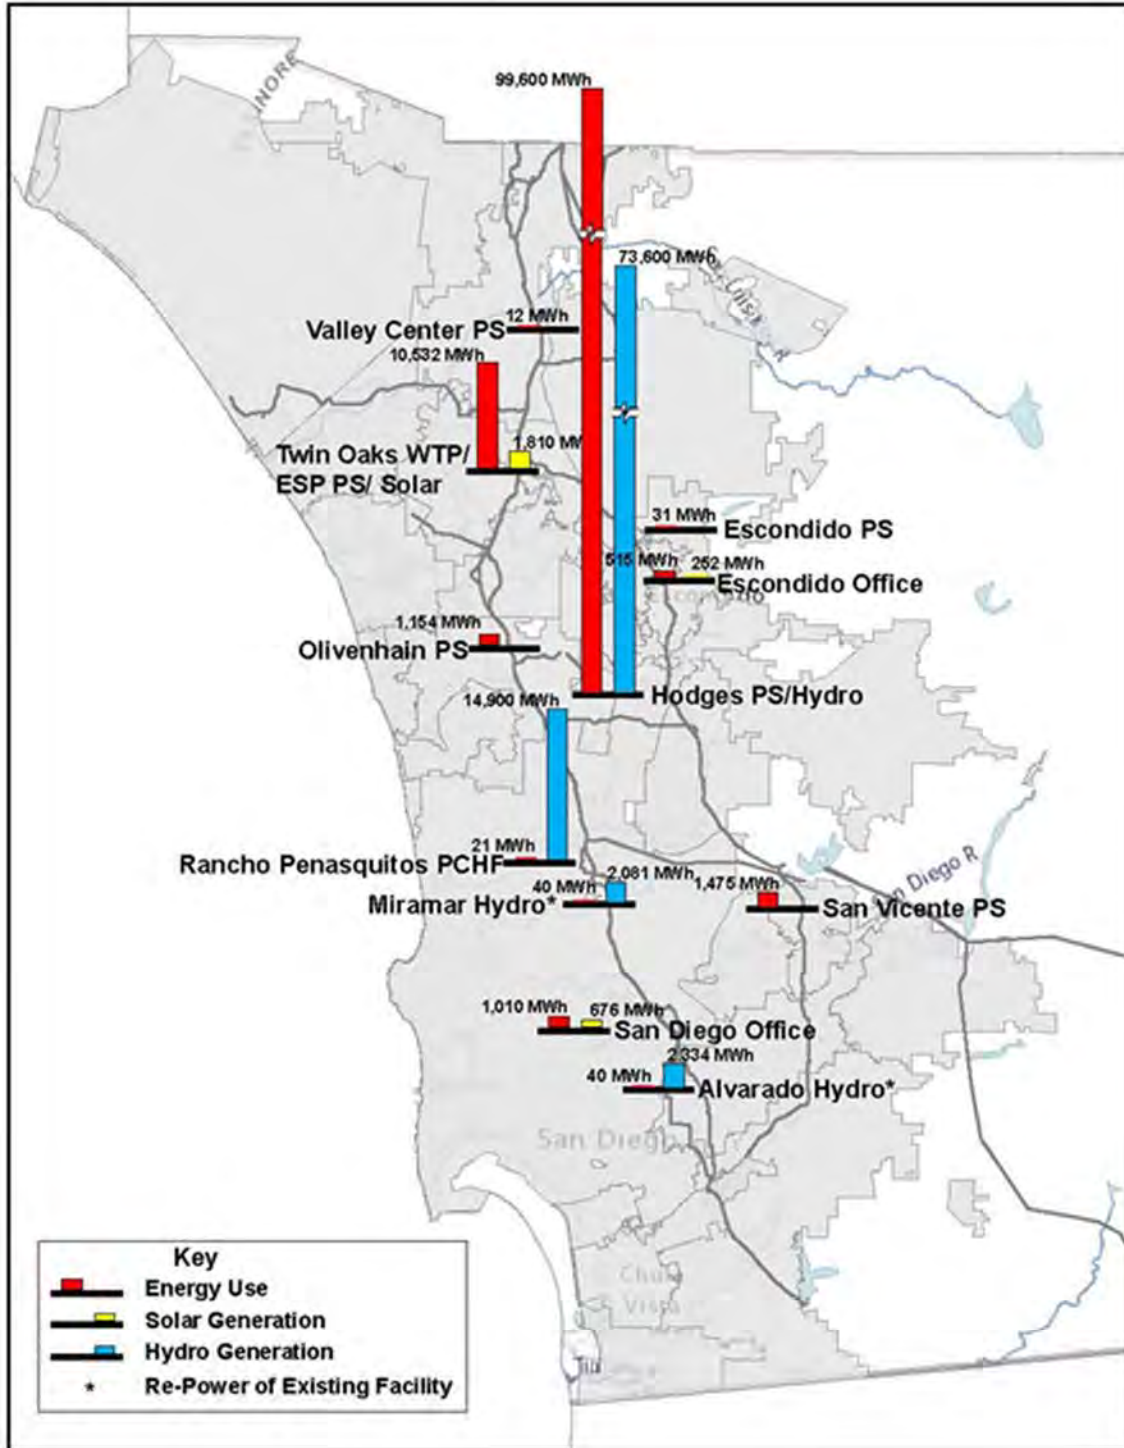 INORE
99,600 MWh
73,600 MWh
12 MWh
Valley Center PS
10,532 MWh
1,810 MW
Twin Oaks WTP/
ESP PS/ Solar
31 MWh
Escondido PS
515 MWh
252 MWh
Escondido Office
1,154 MWh
Olivenhain PS
Hodges PS/Hydro
14,900 MWh
21 MWh
Rancho Penasquitos PCHF
2,081 MWh
40 MWh
Miramar Hydro*
1,475 MWh
San Diego R
San Vicente PS
1,010 MWh
676 MWh
San Diego Office
2,334 MWh
40 MWh
Alvarado Hydro*
San Diego
Chula
Vista
Key
Energy Use
Solar Generation
Hydro Generation
* Re-Power of Existing Facility